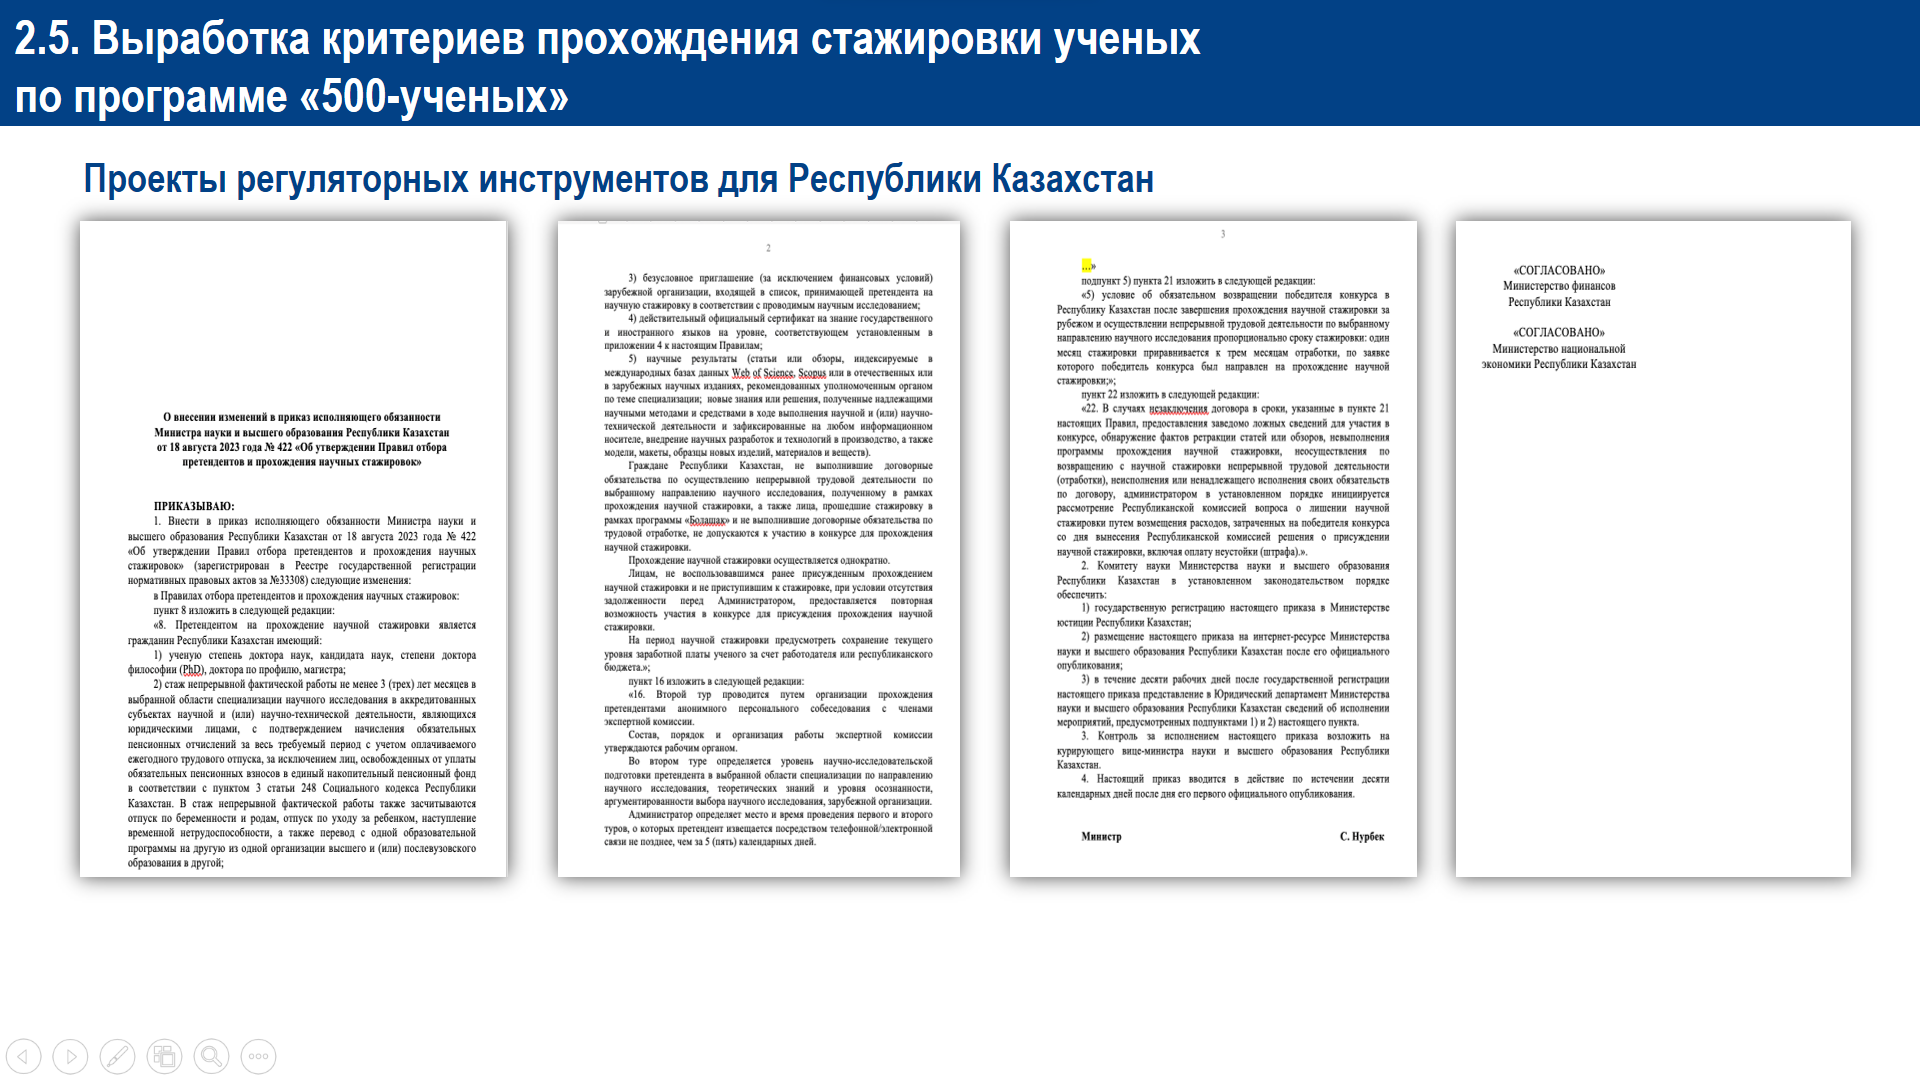 2.5. Выработка критериев прохождения стажировки ученых
по программе «500-ученых»
Проекты регуляторных инструментов для Республики Казахстан
О внесении изменений в приказ исполняющего обязанности
Министра науки и высшего образования Республики Казахстан
от 18 августа 2023 года № 422 «Об утверждении Правил отбора
претендентов и прохождения научных стажировок»
ПРИКАЗЫВАЮ:
1. Внести в приказ исполняющего обязанности Министра науки и
высшего образования Республики Казахстан от 18 августа 2023 года № 422
«Об утверждении Правил отбора претендентов и прохождения научных
стажировок» (зарегистрирован в Реестре государственной регистрации
нормативных правовых актов за №33308) следующие изменения:
в Правилах отбора претендентов и прохождения научных стажировок:
пункт 8 изложить в следующей редакции:
«8. Претендентом на прохождение научной стажировки является
гражданин Республики Казахстан имеющий:
1) ученую степень доктора наук, кандидата наук, степени доктора
философии (PhD), доктора по профилю, магистра;
2) стаж непрерывной фактической работы не менее 3 (трех) лет месяцев в
выбранной области специализации научного исследования в аккредитованных
субъектах научной и (или) научно-технической деятельности, являющихся
юридическими лицами, с подтверждением начисления обязательных
пенсионных отчислений за весь требуемый период с учетом оплачиваемого
ежегодного трудового отпуска, за исключением лиц, освобожденных от уплаты
обязательных пенсионных взносов в единый накопительный пенсионный фонд
в соответствии с пунктом 3 статьи 248 Социального кодекса Республики
Казахстан. В стаж непрерывной фактической работы также засчитываются
отпуск по беременности и родам, отпуск по уходу за ребенком, наступление
временной нетрудоспособности, а также перевод с одной образовательной
программы на другую из одной организации высшего и (или) послевузовского
образования в другой;
2
3) безусловное приглашение (за исключением финансовых условий)
зарубежной организации, входящей в список, принимающей претендента на
научную стажировку в соответствии с проводимым научным исследованием;
4) действительный официальный сертификат на знание государственного
и иностранного языков на уровне, соответствующем установленным в
приложении 4 к настоящим Правилам;
5) научные результаты (статьи или обзоры, индексируемые в
международных базах данных Web of Science, Scopus или в отечественных или
в зарубежных научных изданиях, рекомендованных уполномоченным органом
по теме специализации; новые знания или решения, полученные надлежащими
научными методами и средствами в ходе выполнения научной и (или) научно-
технической деятельности и зафиксированные на любом информационном
носителе, внедрение научных разработок и технологий в производство, а также
модели, макеты, образцы новых изделий, материалов и веществ).
Граждане Республики Казахстан, не выполнившие договорные
обязательства по осуществлению непрерывной трудовой деятельности по
выбранному направлению научного исследования, полученному в рамках
прохождения научной стажировки, а также лица, прошедшие стажировку в
рамках программы «Болашак» и не выполнившие договорные обязательства по
трудовой отработке, не допускаются к участию в конкурсе для прохождения
научной стажировки.
Прохождение научной стажировки осуществляется однократно.
Лицам, не воспользовавшимся ранее присужденным прохождением
научной стажировки и не приступившим к стажировке, при условии отсутствия
задолженности перед Администратором, предоставляется повторная
возможность участия в конкурсе для присуждения прохождения научной
стажировки.
На период научной стажировки предусмотреть сохранение текущего
уровня заработной платы ученого за счет работодателя или республиканского
бюджета.»;
пункт 16 изложить в следующей редакции:
«16. Второй тур проводится путем организации прохождения
претендентами анонимного персонального собеседования с членами
экспертной комиссии.
Состав, порядок и организация работы экспертной комиссии
утверждаются рабочим органом.
Во втором туре определяется уровень научно-исследовательской
подготовки претендента в выбранной области специализации по направлению
научного исследования, теоретических знаний и уровня осознанности,
аргументированности выбора научного исследования, зарубежной организации.
Администратор определяет место и время проведения первого и второго
туров, о которых претендент извещается посредством телефонной/электронной
связи не позднее, чем за 5 (пять) календарных дней.
3
...»
подпункт 5) пункта 21 изложить в следующей редакции:
«5) условие об обязательном возвращении победителя конкурса в
Республику Казахстан после завершения прохождения научной стажировки за
рубежом и осуществлении непрерывной трудовой деятельности по выбранному
направлению научного исследования пропорционально сроку стажировки: один
месяц стажировки приравнивается к трем месяцам отработки, по заявке
которого победитель конкурса был направлен на прохождение научной
стажировки;»;
пункт 22 изложить в следующей редакции:
«22. В случаях незаключения договора в сроки, указанные в пункте 21
настоящих Правил, предоставления заведомо ложных сведений для участия в
конкурсе, обнаружение фактов ретракции статей или обзоров, невыполнения
программы прохождения научной стажировки, неосуществления по
возвращению с научной стажировки непрерывной трудовой деятельности
(отработки), неисполнения или ненадлежащего исполнения своих обязательств
по договору, администратором в установленном порядке инициируется
рассмотрение Республиканской комиссией вопроса о лишении научной
стажировки путем возмещения расходов, затраченных на победителя конкурса
со дня вынесения Республиканской комиссией решения о присуждении
научной стажировки, включая оплату неустойки (штрафа).».
2. Комитету науки Министерства науки и высшего образования
Республики Казахстан в установленном законодательством порядке
обеспечить:
1) государственную регистрацию настоящего приказа в Министерстве
юстиции Республики Казахстан;
2) размещение настоящего приказа на интернет-ресурсе Министерства
науки и высшего образования Республики Казахстан после его официального
опубликования;
3) в течение десяти рабочих дней после государственной регистрации
настоящего приказа представление в Юридический департамент Министерства
науки и высшего образования Республики Казахстан сведений об исполнении
мероприятий, предусмотренных подпунктами 1) и 2) настоящего пункта.
3. Контроль за исполнением настоящего приказа возложить на
курирующего вице-министра науки и высшего образования Республики
Казахстан.
4. Настоящий приказ вводится в действие по истечении десяти
календарных дней после дня его первого официального опубликования.
Министр С. Нурбек
«СОГЛАСОВАНО»
Министерство финансов
Республики Казахстан
«СОГЛАСОВАНО»
Министерство национальной
экономики Республики Казахстан